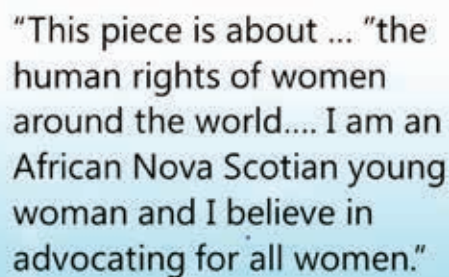 “This piece is about ... ”the
human rights of women
around the world.... I am an
African Nova Scotian young
woman and I believe in
advocating for all women.”